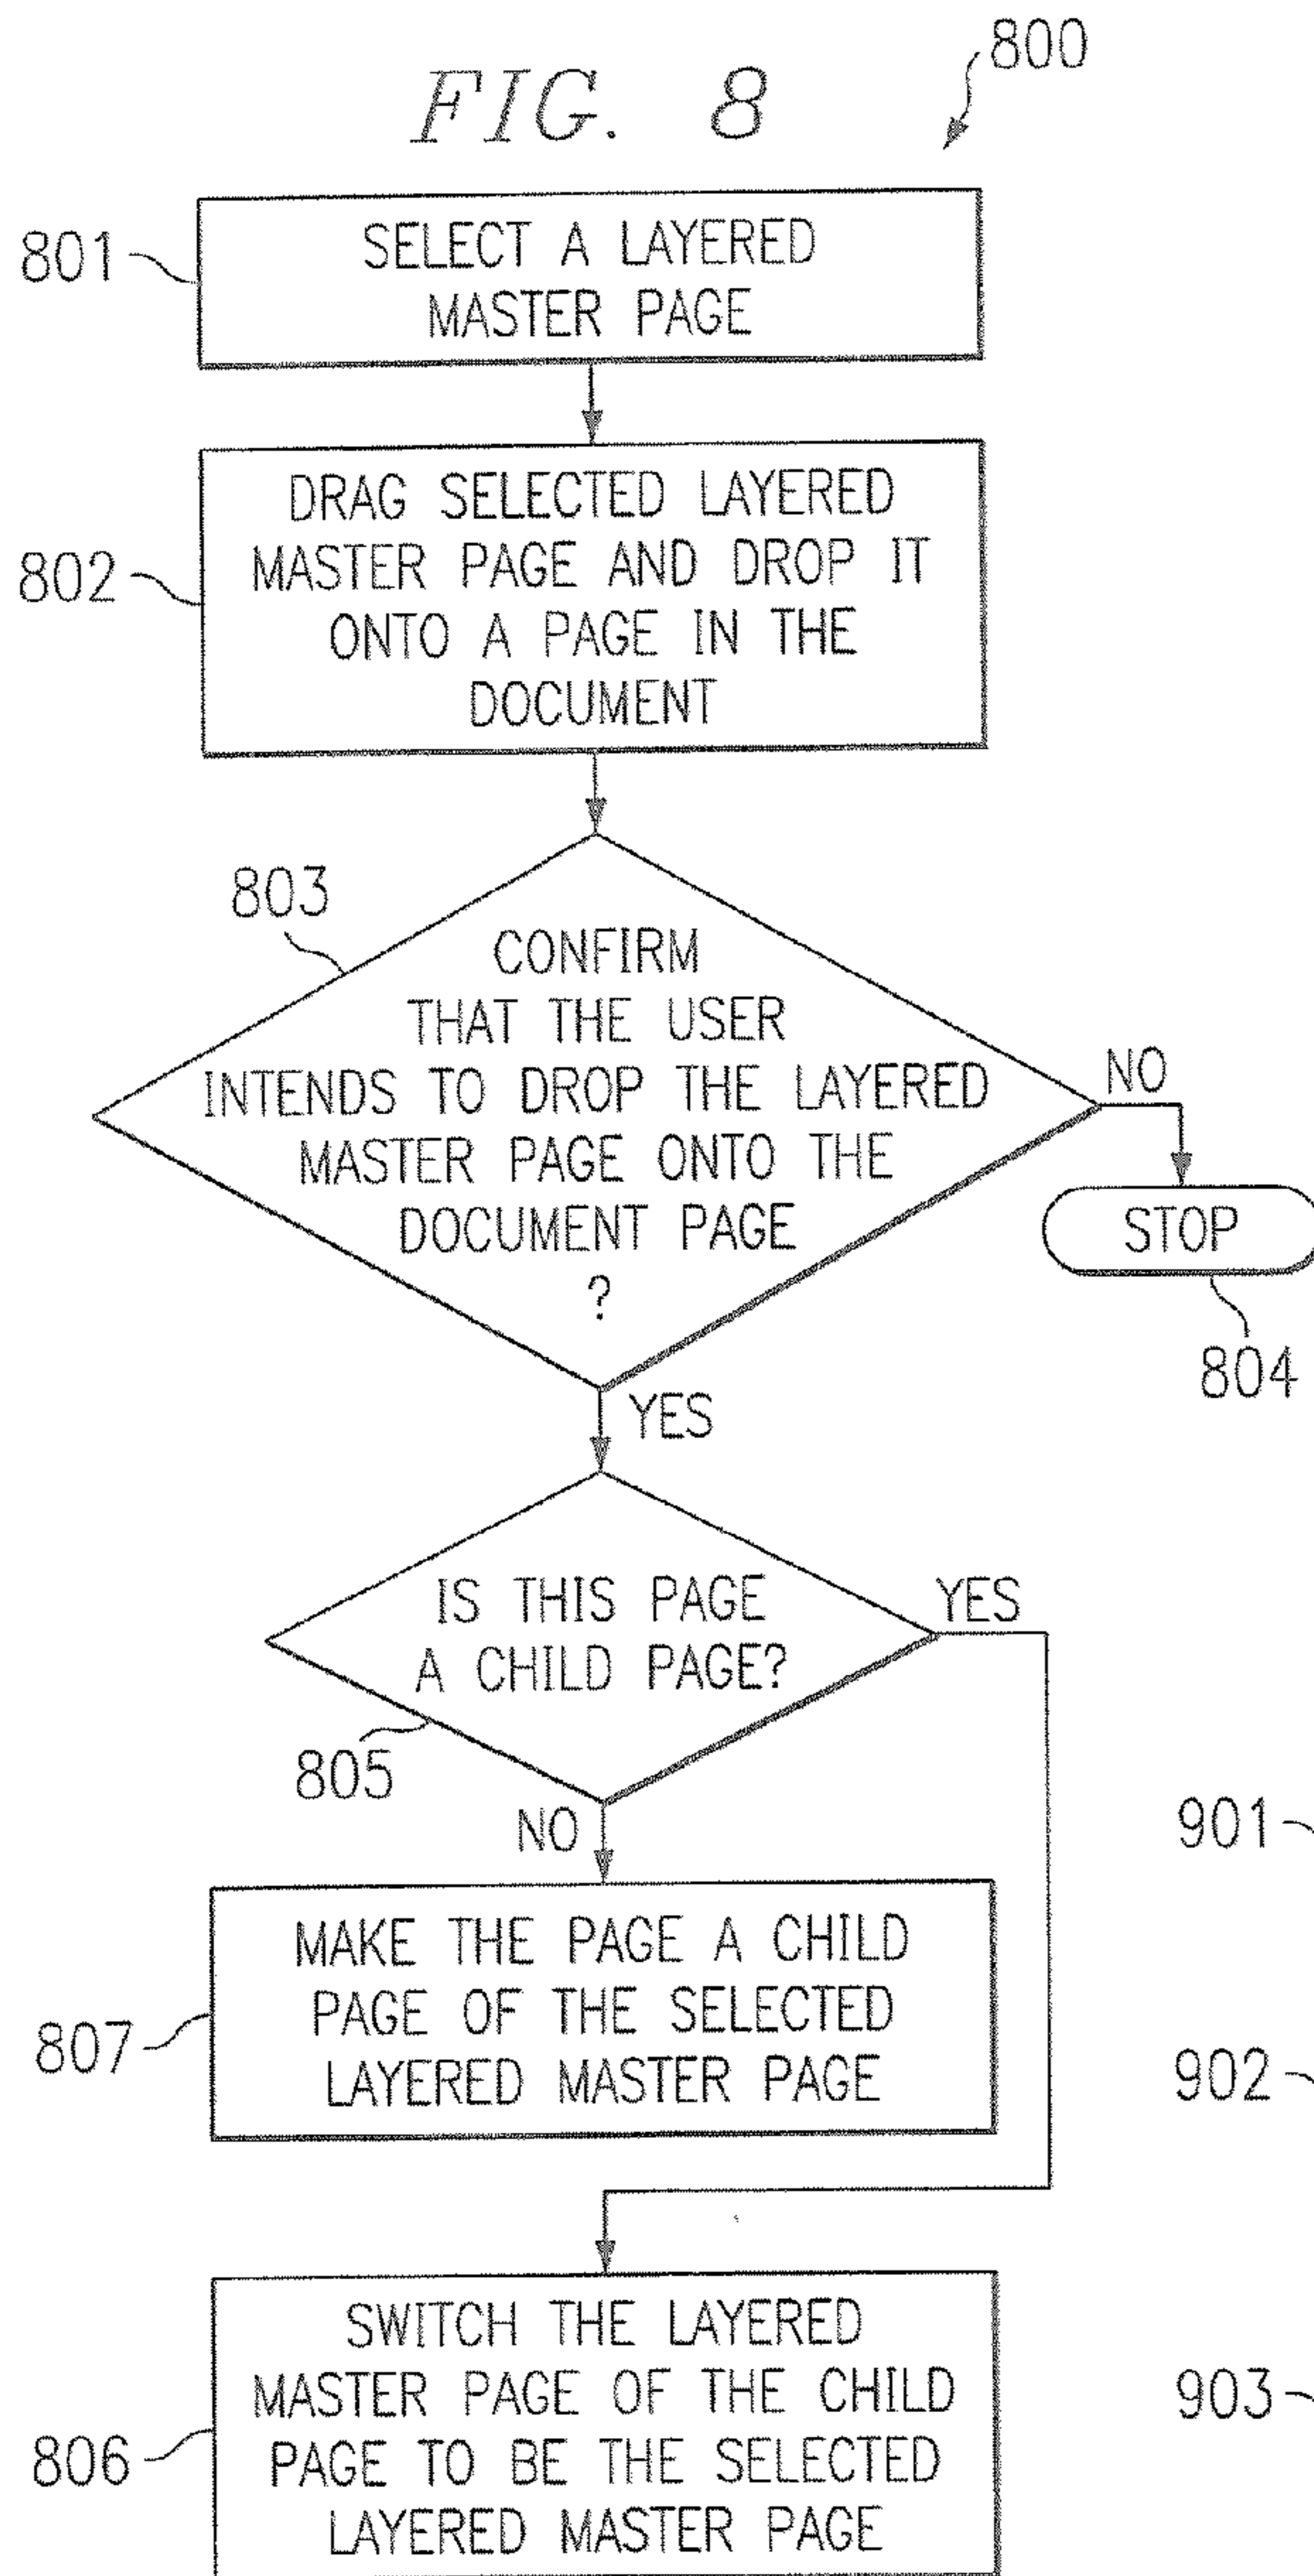 FIG. 8
800
801
SELECT A LAYERED
MASTER PAGE
802
DRAG SELECTED LAYERED
MASTER PAGE AND DROP IT
ONTO A PAGE IN THE
DOCUMENT
803
CONFIRM
THAT THE USER
INTENDS TO DROP THE LAYERED
MASTER PAGE ONTO THE
DOCUMENT PAGE
?
NO
STOP
804
YES
IS THIS PAGE
A CHILD PAGE?
YES
805
NO
901
MAKE THE PAGE A CHILD
PAGE OF THE SELECTED
LAYERED MASTER PAGE
807
902
SWITCH THE LAYERED
MASTER PAGE OF THE CHILD
PAGE TO BE THE SELECTED
LAYERED MASTER PAGE
806
903